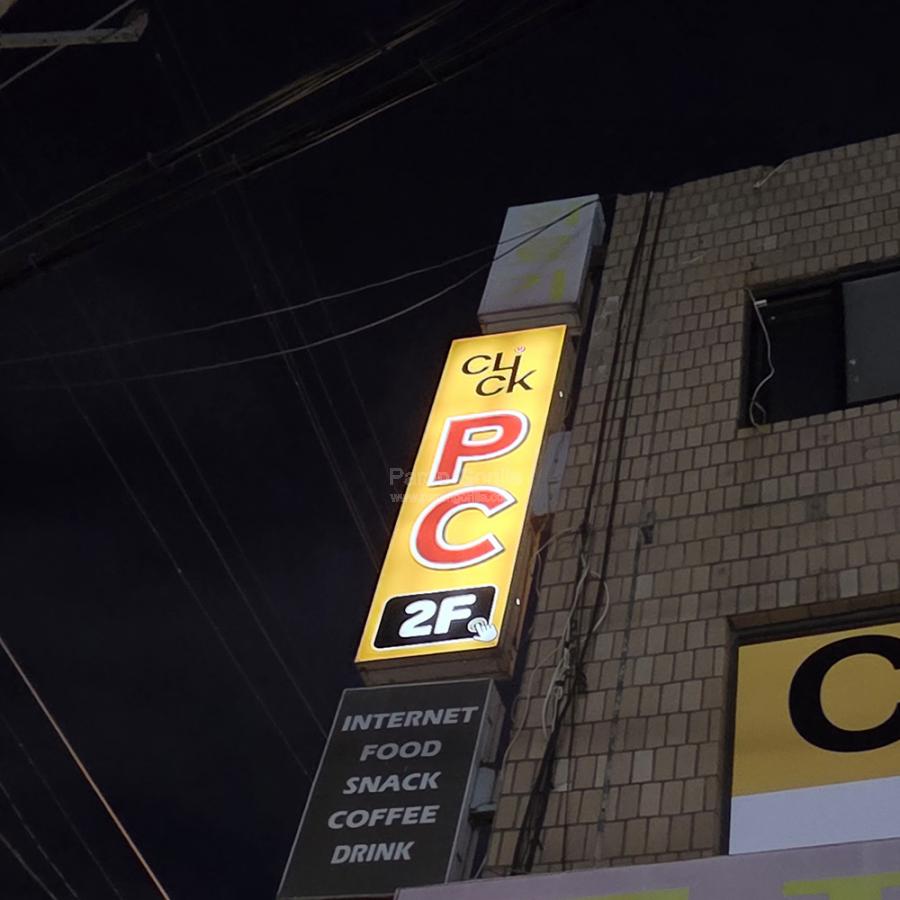 CLICK
PC
2F
INTERNET
FOOD
SNACK
COFFEE
DRINK
C